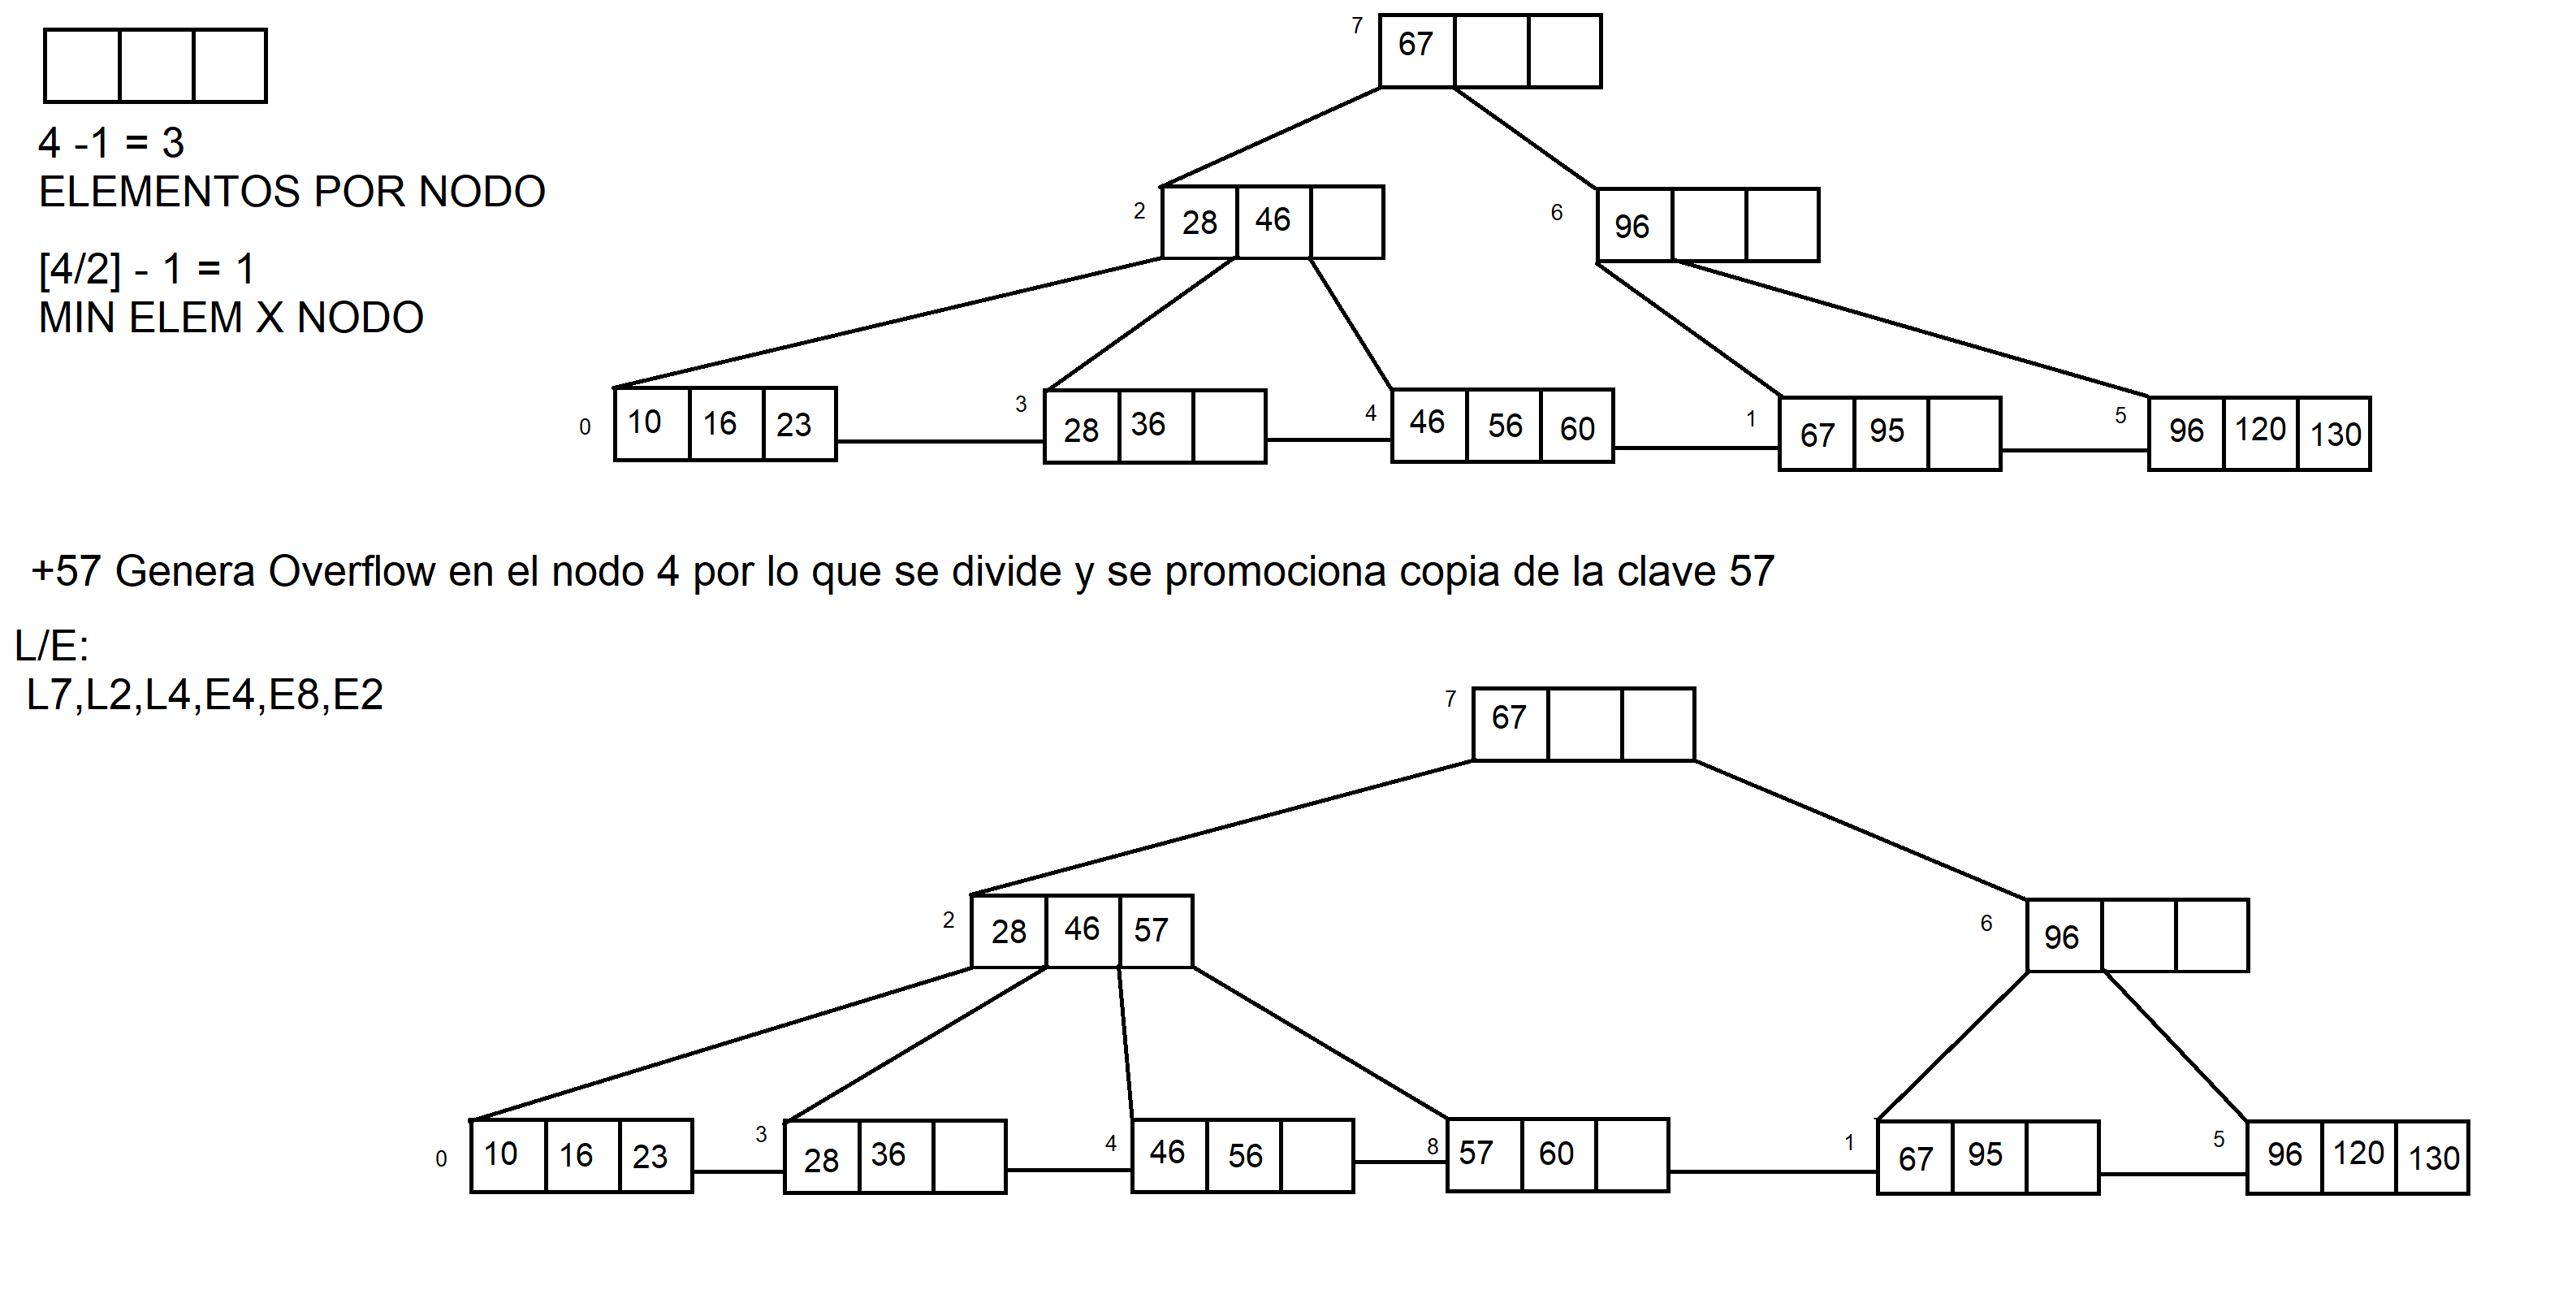 7 67
4 -1 = 3
ELEMENTOS POR NODO
2 28 46 6 96
[4/2] - 1 = 1
MIN ELEM X NODO
0 10 16 23 3 28 36 4 46 56 60 1 67 95 5 96 120 130
+57 Genera Overflow en el nodo 4 por lo que se divide y se promociona copia de la clave 57
L/E:
L7,L2,L4,E4,E8,E2
7 67
2 28 46 57 6 96
0 10 16 23 3 28 36 4 46 56 8 57 60 1 67 95 5 96 120 130